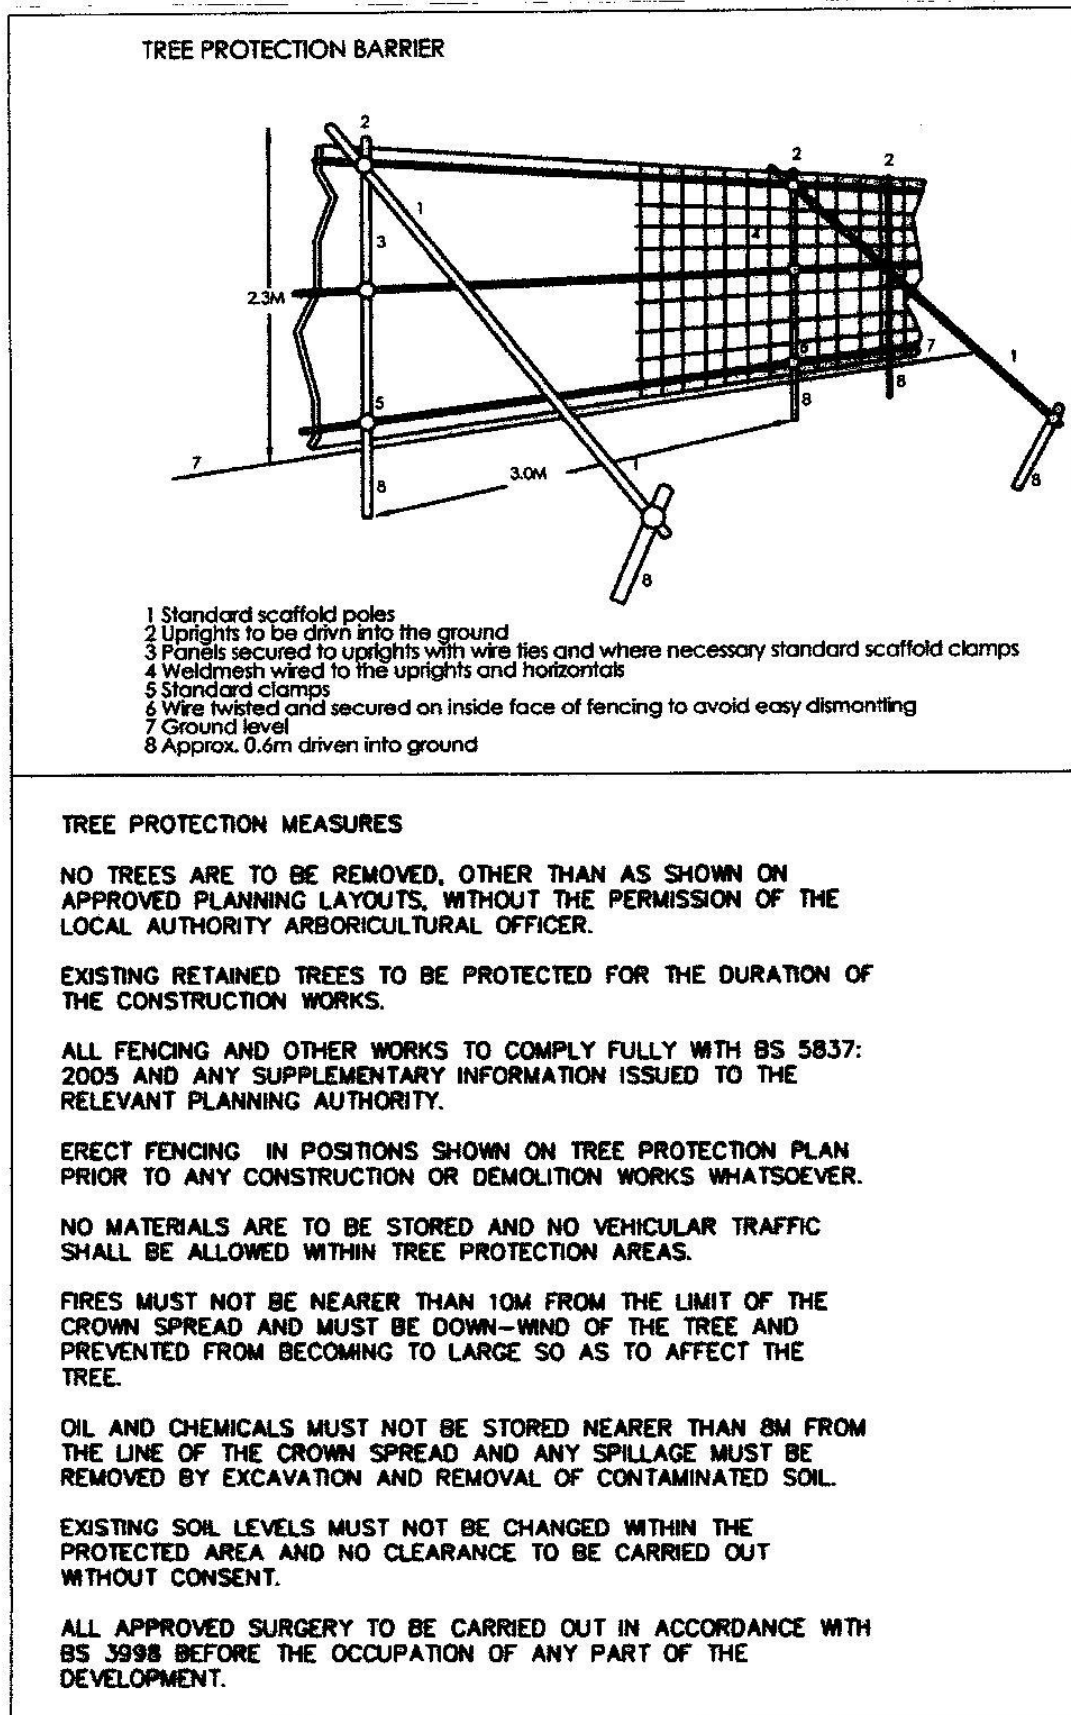 TREE PROTECTION BARRIER
2
2
2
1
3
2
2.3M
7
6
1
5
8
8
7
3.0M
1
8
8
8
1 Standard scaffold poles
2 Uprights to be drivn into the ground
3 Panels secured to uprights with wire ties and where necessary standard scaffold clamps
4 Weldmesh wired to the uprights and horizontals
5 Standard clamps
6 Wire twisted and secured on inside face of fencing to avoid easy dismantling
7 Ground level
8 Approx. 0.6m driven into ground
TREE PROTECTION MEASURES
NO TREES ARE TO BE REMOVED, OTHER THAN AS SHOWN ON
APPROVED PLANNING LAYOUTS, WITHOUT THE PERMISSION OF THE
LOCAL AUTHORITY ARBORICULTURAL OFFICER.
EXISTING RETAINED TREES TO BE PROTECTED FOR THE DURATION OF
THE CONSTRUCTION WORKS.
ALL FENCING AND OTHER WORKS TO COMPLY FULLY WITH BS 5837:
2005 AND ANY SUPPLEMENTARY INFORMATION ISSUED TO THE
RELEVANT PLANNING AUTHORITY.
ERECT FENCING IN POSITIONS SHOWN ON TREE PROTECTION PLAN
PRIOR TO ANY CONSTRUCTION OR DEMOLITION WORKS WHATSOEVER.
NO MATERIALS ARE TO BE STORED AND NO VEHICULAR TRAFFIC
SHALL BE ALLOWED WITHIN TREE PROTECTION AREAS.
FIRES MUST NOT BE NEARER THAN 10M FROM THE LIMIT OF THE
CROWN SPREAD AND MUST BE DOWN-WIND OF THE TREE AND
PREVENTED FROM BECOMING TO LARGE SO AS TO AFFECT THE
TREE.
OIL AND CHEMICALS MUST NOT BE STORED NEARER THAN 8M FROM
THE LINE OF THE CROWN SPREAD AND ANY SPILLAGE MUST BE
REMOVED BY EXCAVATION AND REMOVAL OF CONTAMINATED SOIL.
EXISTING SOIL LEVELS MUST NOT BE CHANGED WITHIN THE
PROTECTED AREA AND NO CLEARANCE TO BE CARRIED OUT
WITHOUT CONSENT.
ALL APPROVED SURGERY TO BE CARRIED OUT IN ACCORDANCE WITH
BS 3998 BEFORE THE OCCUPATION OF ANY PART OF THE
DEVELOPMENT.